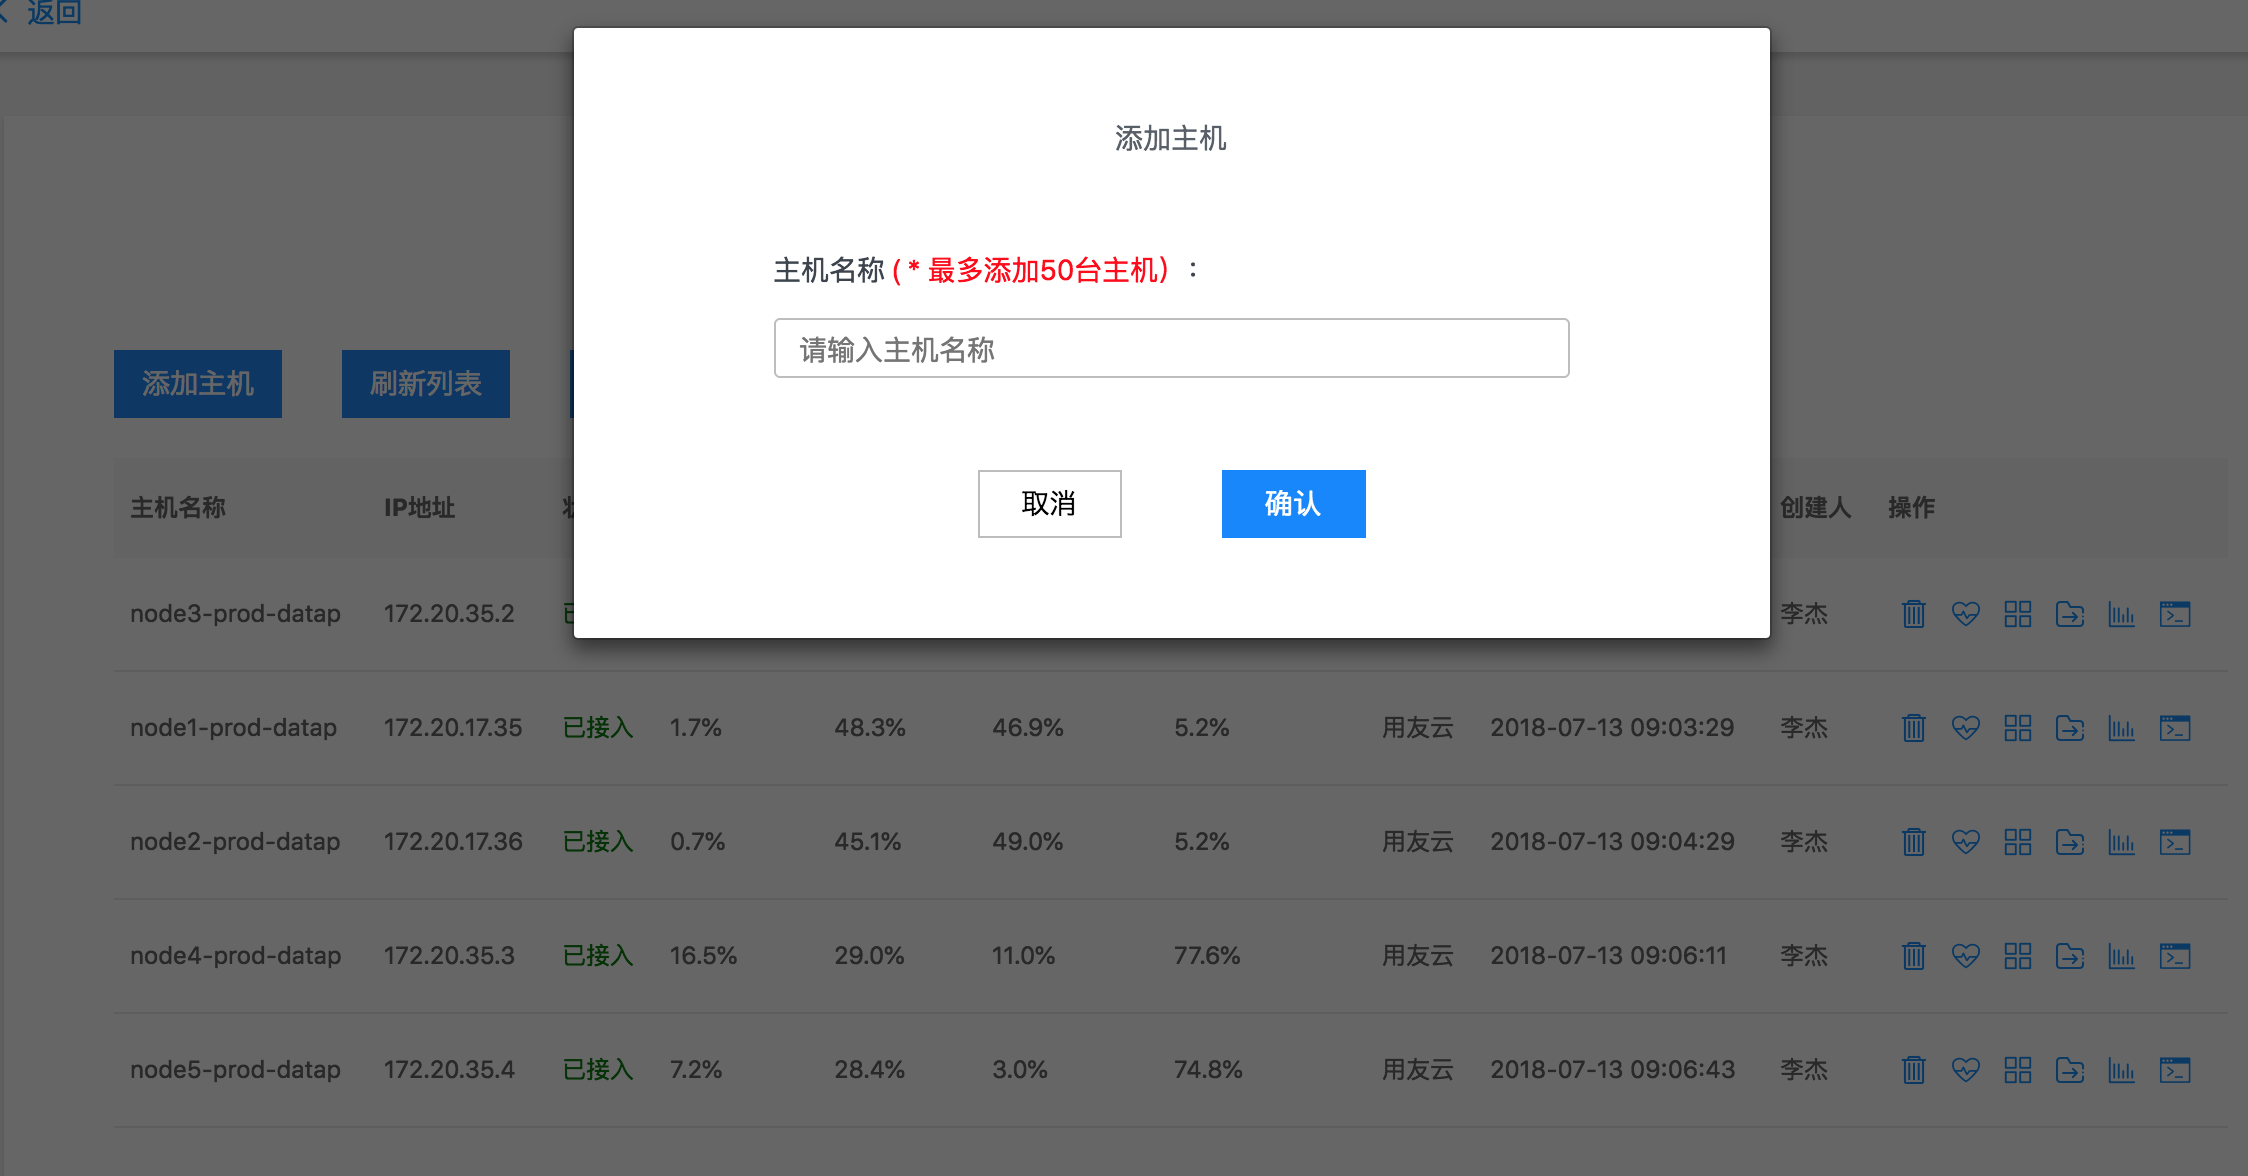 返回
添加主机
主机名称 ( * 最多添加50台主机) ：
请输入主机名称
取消 确认
添加主机 刷新列表
主机名称 IP地址 创建人 操作
node3-prod-datap 172.20.35.2 李杰
node1-prod-datap 172.20.17.35 已接入 1.7% 48.3% 46.9% 5.2% 用友云 2018-07-13 09:03:29 李杰
node2-prod-datap 172.20.17.36 已接入 0.7% 45.1% 49.0% 5.2% 用友云 2018-07-13 09:04:29 李杰
node4-prod-datap 172.20.35.3 已接入 16.5% 29.0% 11.0% 77.6% 用友云 2018-07-13 09:06:11 李杰
node5-prod-datap 172.20.35.4 已接入 7.2% 28.4% 3.0% 74.8% 用友云 2018-07-13 09:06:43 李杰